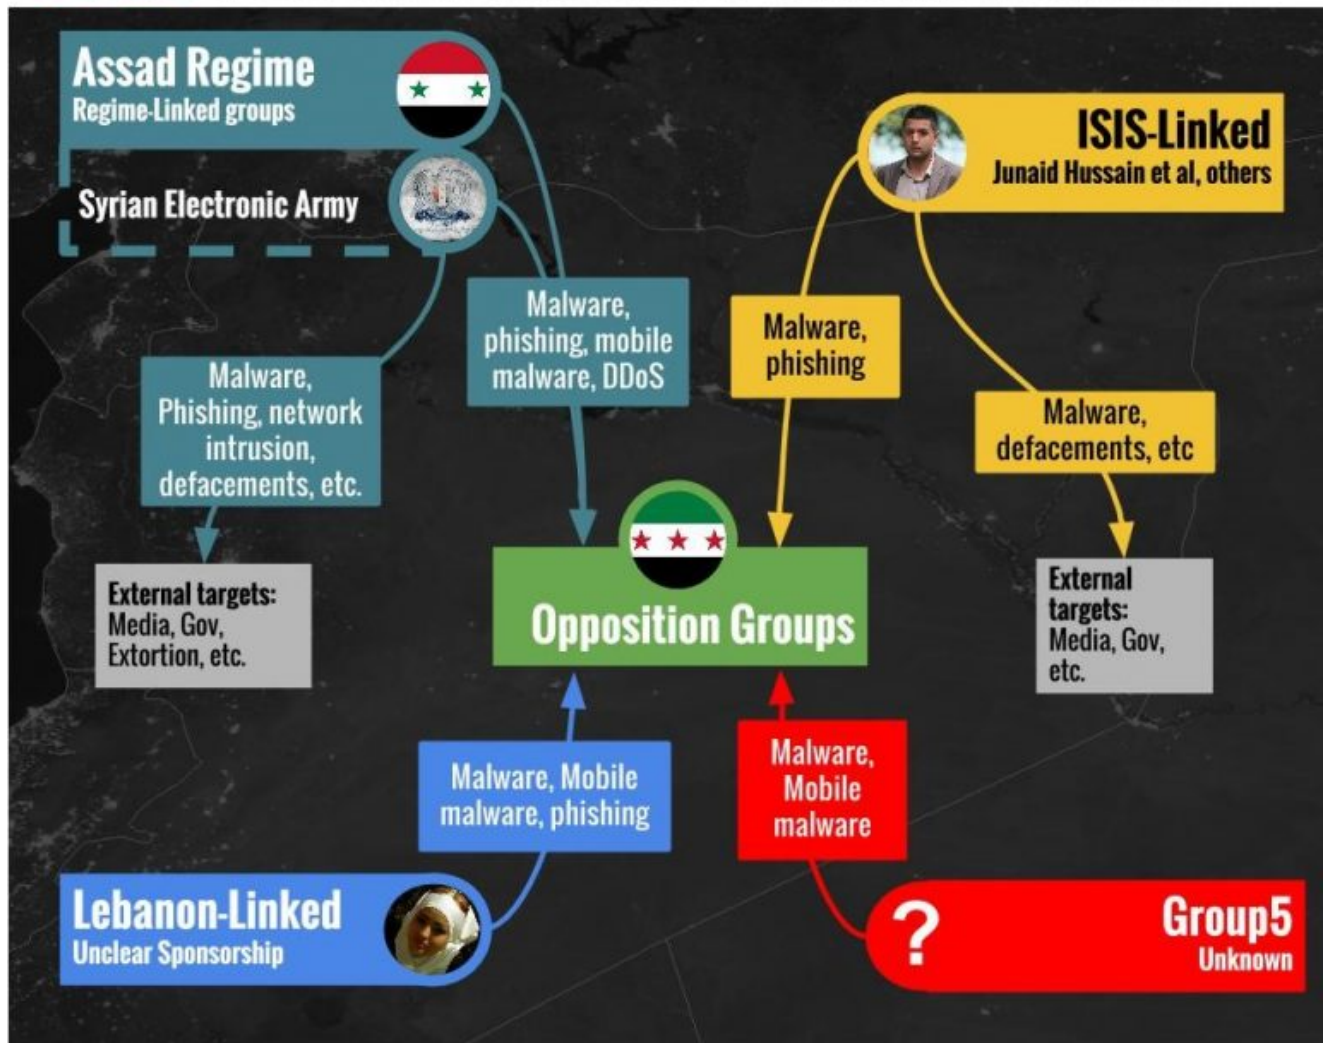 Assad Regime
Regime-Linked groups
Syrian Electronic Army
ISIS-Linked
Junaid Hussain et al, others
Malware,
phishing, mobile
malware, DDoS
Malware,
phishing
Malware,
Phishing, network
intrusion,
defacements, etc.
Malware,
defacements, etc
External targets:
Media, Gov,
Extortion, etc.
Opposition Groups
External
targets:
Media, Gov,
etc.
Malware, Mobile
malware, phishing
Malware,
Mobile
malware
Lebanon-Linked
Unclear Sponsorship
?
Group5
Unknown